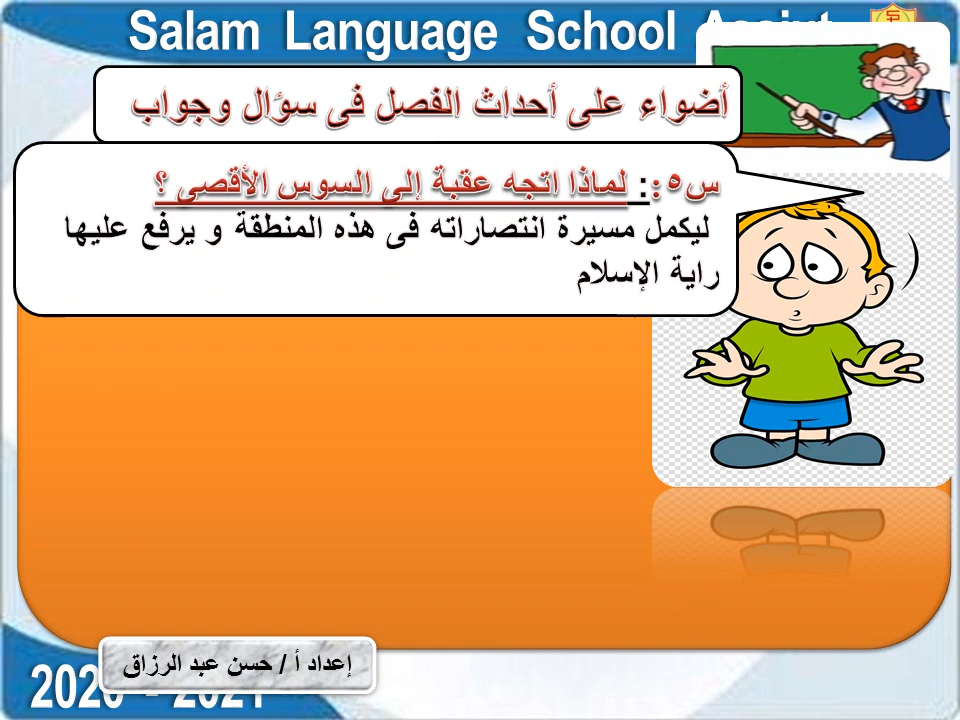 Salam Language School Assiut
أضواء على أحداث الفصل فى سؤال وجواب
س٥:: لماذا اتجه عقبة إلى السوس الأقصى ؟
ليكمل مسيرة انتصاراته فى هذه المنطقة و يرفع عليها
راية الإسلام
إعداد أ / حسن عبد الرزاق
2020 - 2021